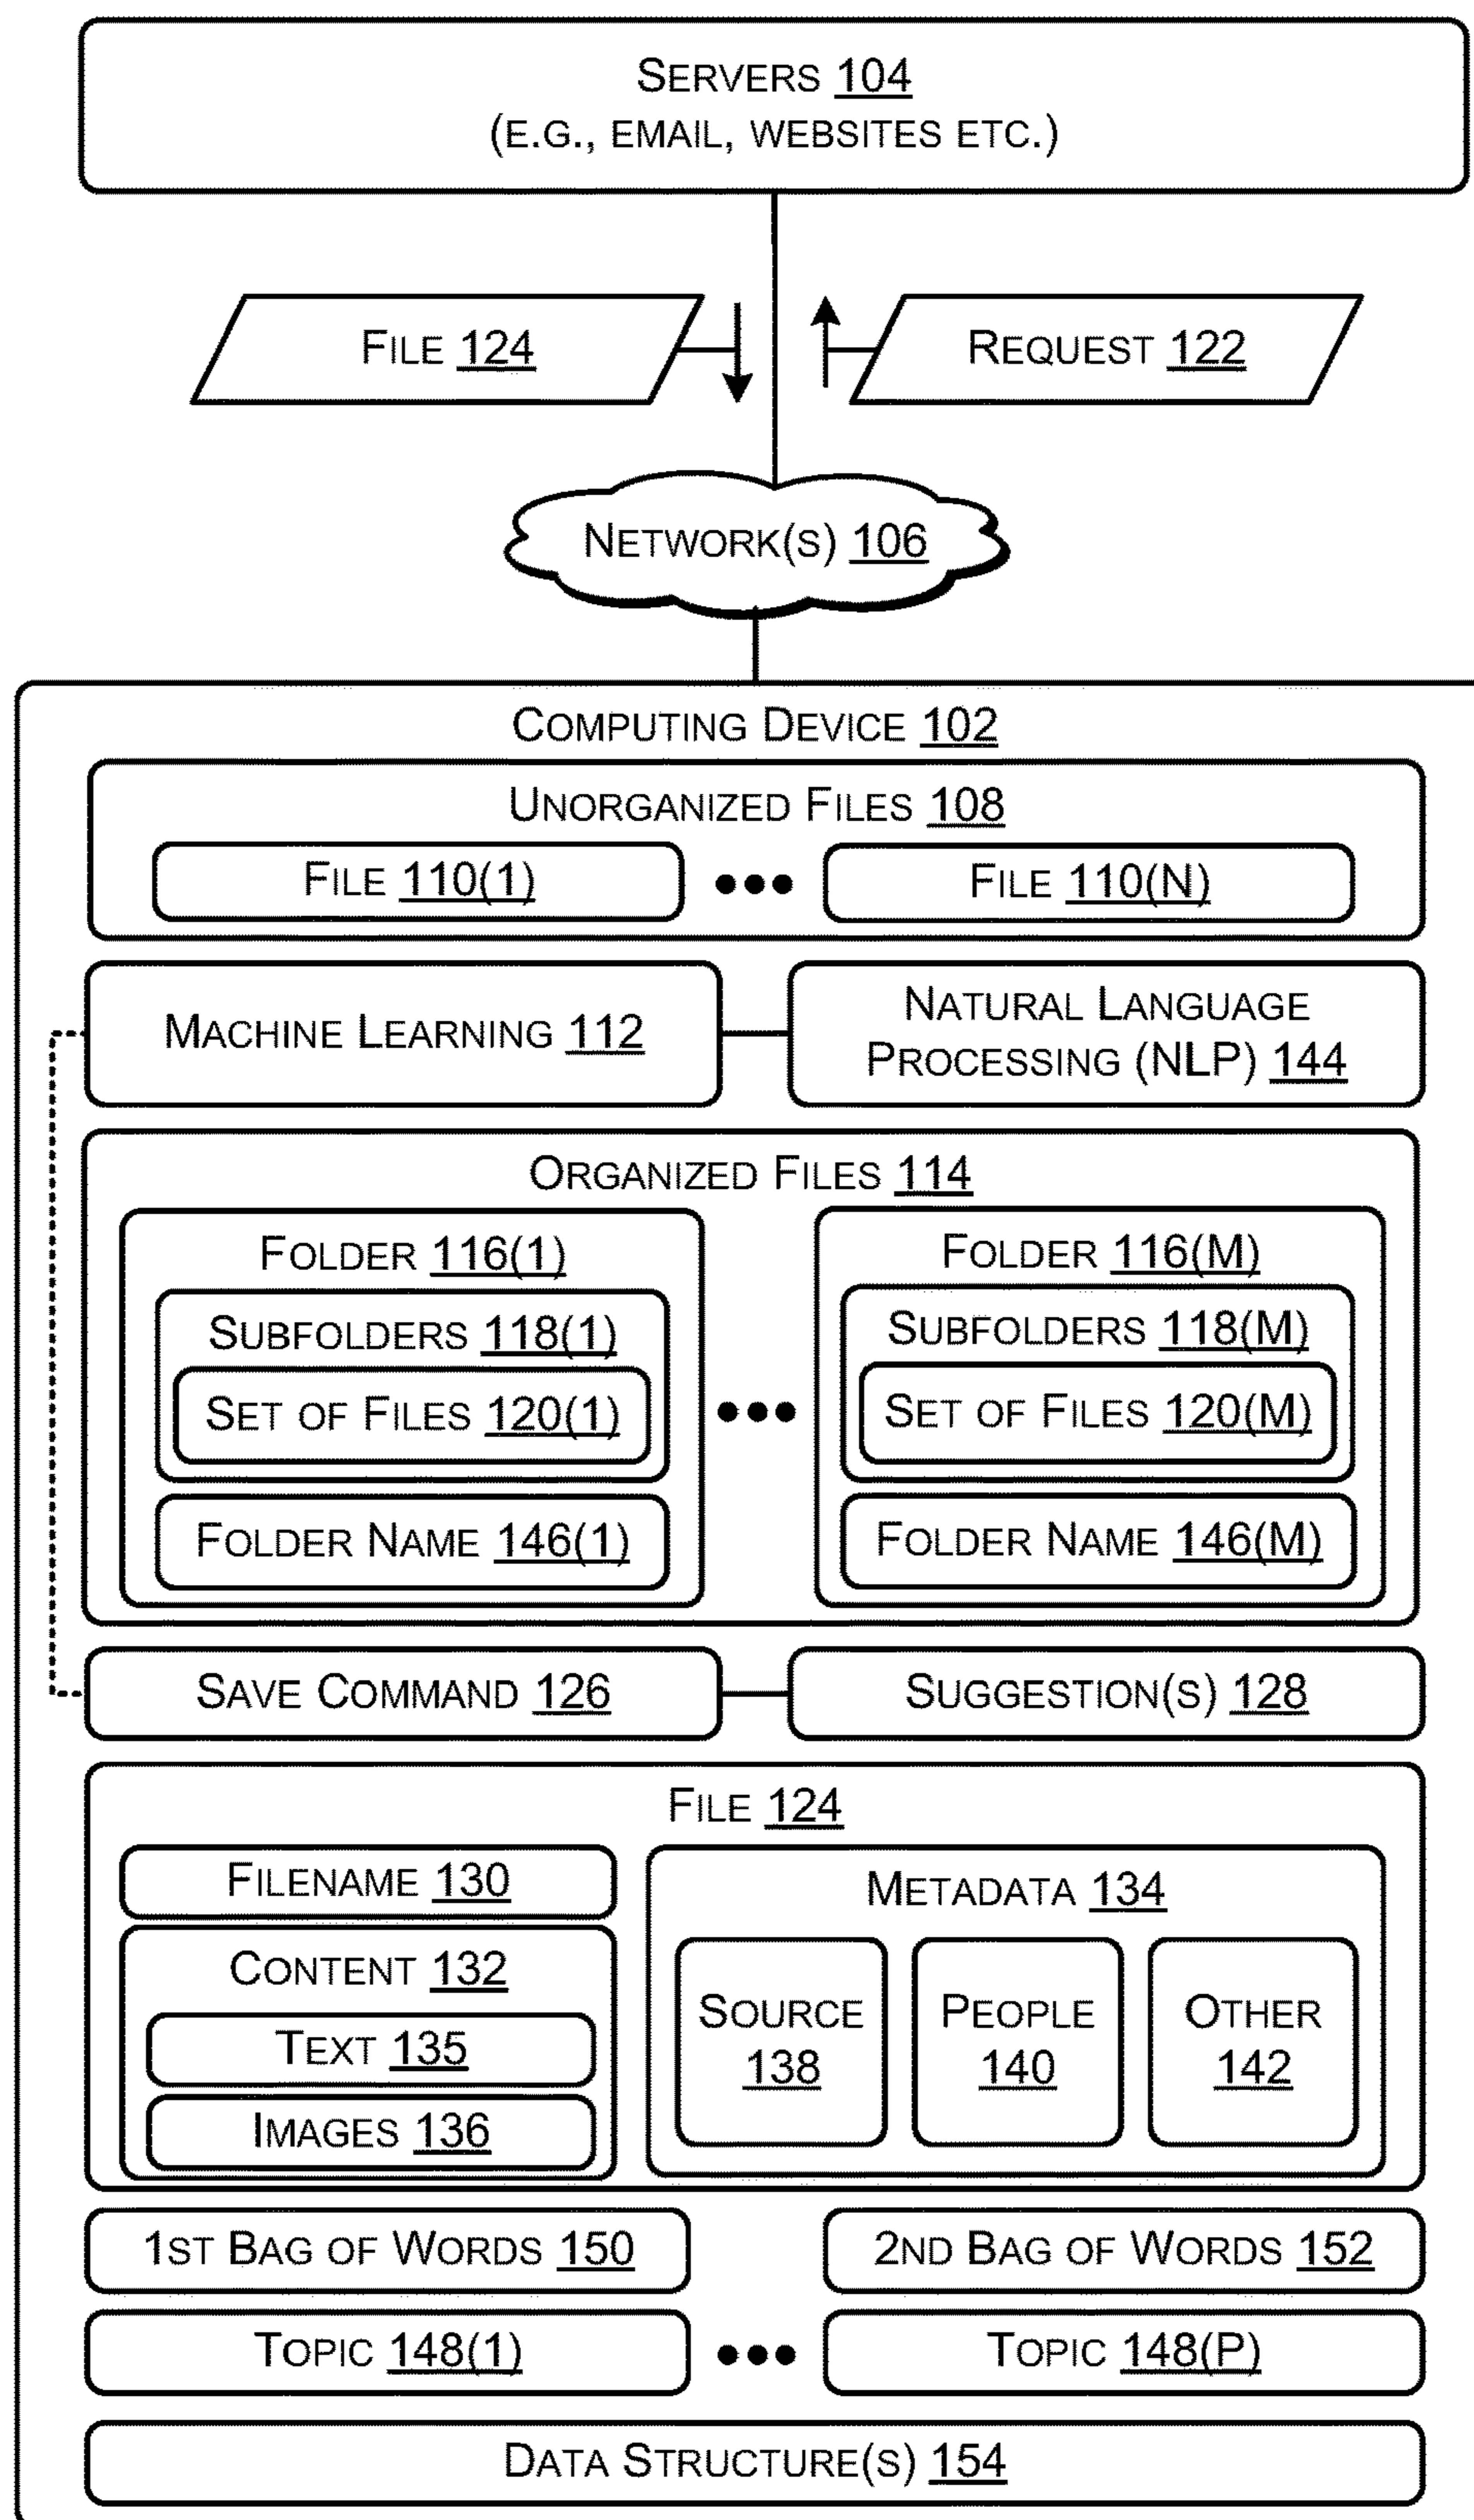 SERVERS 104
(E.G., EMAIL, WEBSITES ETC.)
FILE 124
REQUEST 122
NETWORK(S) 106
COMPUTING DEVICE 102
UNORGANIZED FILES 108
FILE 110(1)
FILE 110(N)
MACHINE LEARNING 112
NATURAL LANGUAGE
PROCESSING (NLP) 144
ORGANIZED FILES 114
FOLDER 116(1)
SUBFOLDERS 118(1)
SET OF FILES 120(1)
FOLDER NAME 146(1)
FOLDER 116(M)
SUBFOLDERS 118(M)
SET OF FILES 120(M)
FOLDER NAME 146(M)
SAVE COMMAND 126
SUGGESTION(S) 128
FILE 124
FILENAME 130
CONTENT 132
TEXT 135
IMAGES 136
METADATA 134
SOURCE
138
PEOPLE
140
OTHER
142
1ST BAG OF WORDS 150
2ND BAG OF WORDS 152
TOPIC 148(1)
TOPIC 148(P)
DATA STRUCTURE(S) 154